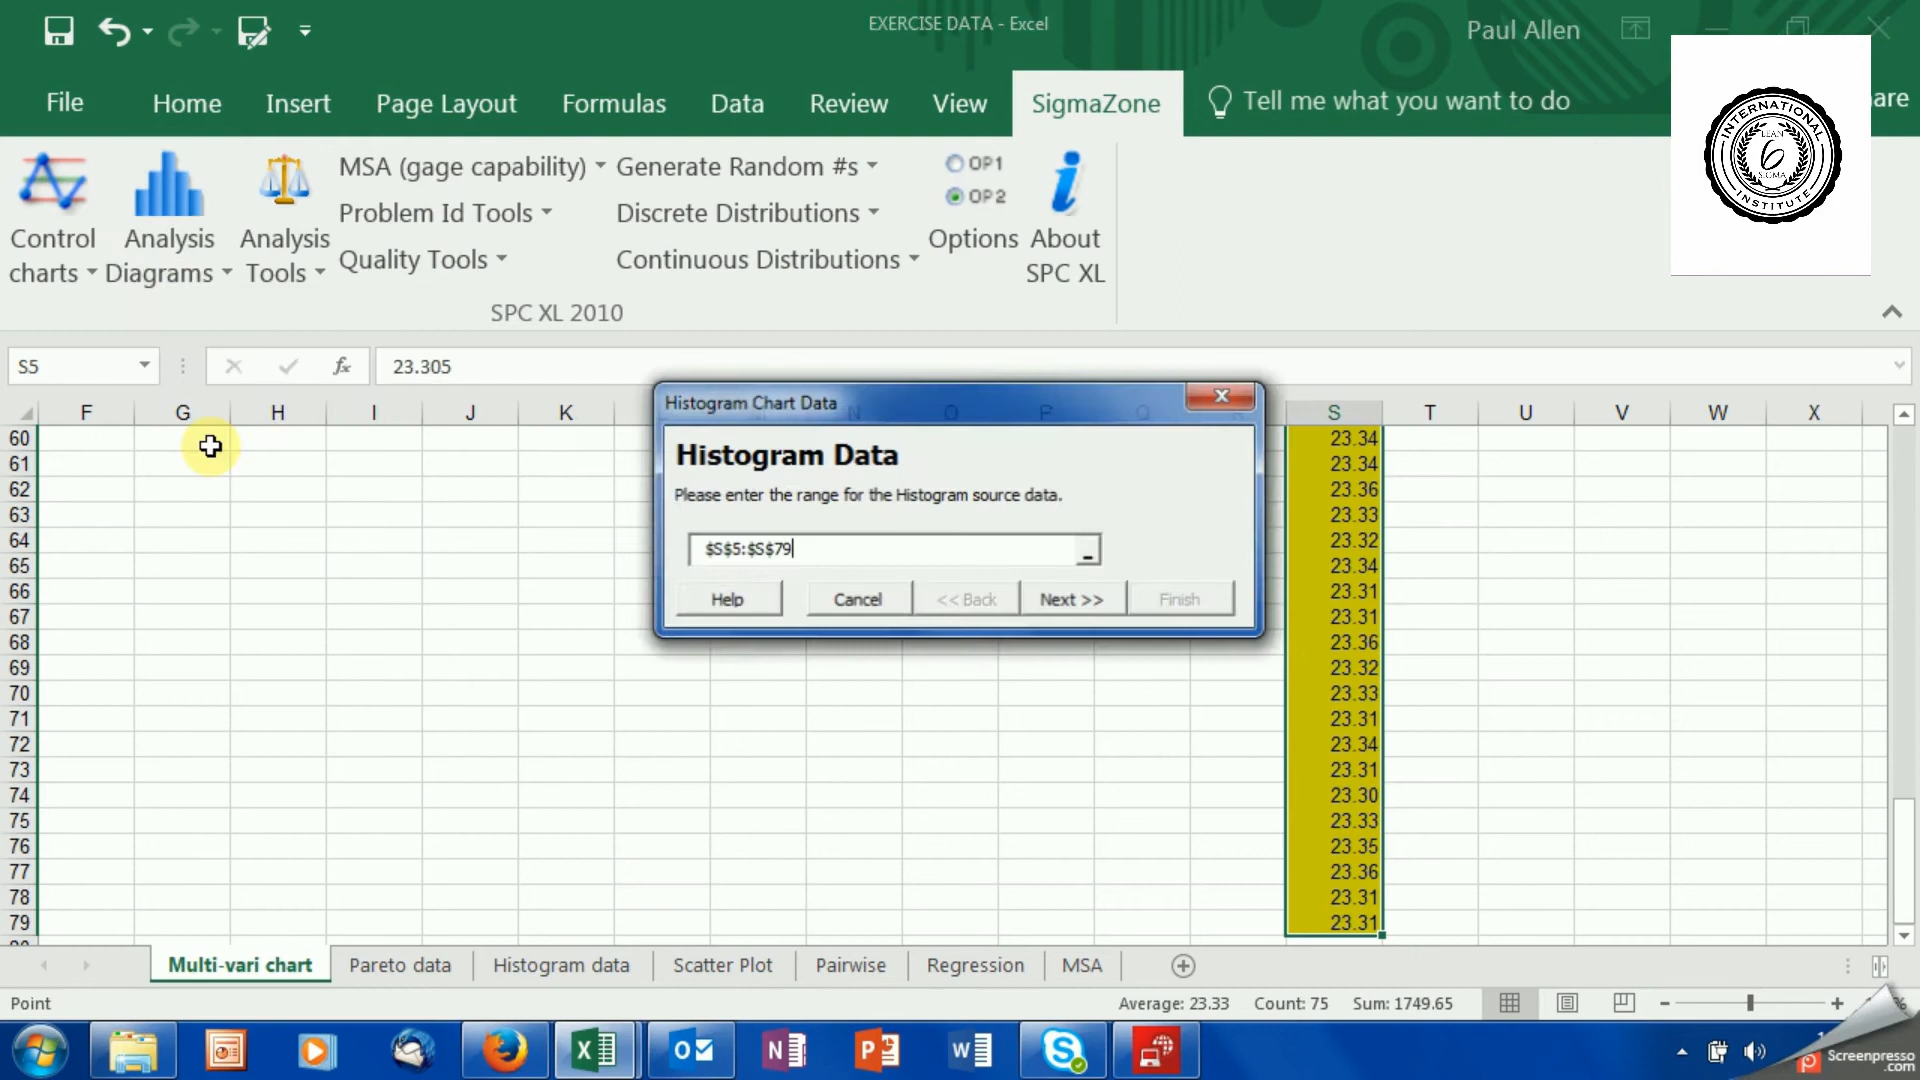 EXERCISE DATA - Excel
Paul Allen
File Home Insert Page Layout Formulas Data Review View SigmaZone Tell me what you want to do are
INTERNATIONAL
LEAN
6
SIGMA
INSTITUTE
Control charts
Analysis Diagrams
Analysis Tools
MSA (gage capability)
Problem Id Tools
Quality Tools
Generate Random #s
Discrete Distributions
Continuous Distributions
OP1
OP2
Options
About SPC XL
SPC XL 2010
S5 fx 23.305
F G H I J K N O P Q S T U V W X
Histogram Chart Data
Histogram Data
Please enter the range for the Histogram source data.
$S$5:$S$79
Help Cancel << Back Next >> Finish
60 23.34
61 23.34
62 23.36
63 23.33
64 23.32
65 23.34
66 23.31
67 23.31
68 23.36
69 23.32
70 23.33
71 23.31
72 23.34
73 23.31
74 23.30
75 23.33
76 23.35
77 23.36
78 23.31
79 23.31
Multi-vari chart Pareto data Histogram data Scatter Plot Pairwise Regression MSA
Point Average: 23.33 Count: 75 Sum: 1749.65
Screenpresso
.com